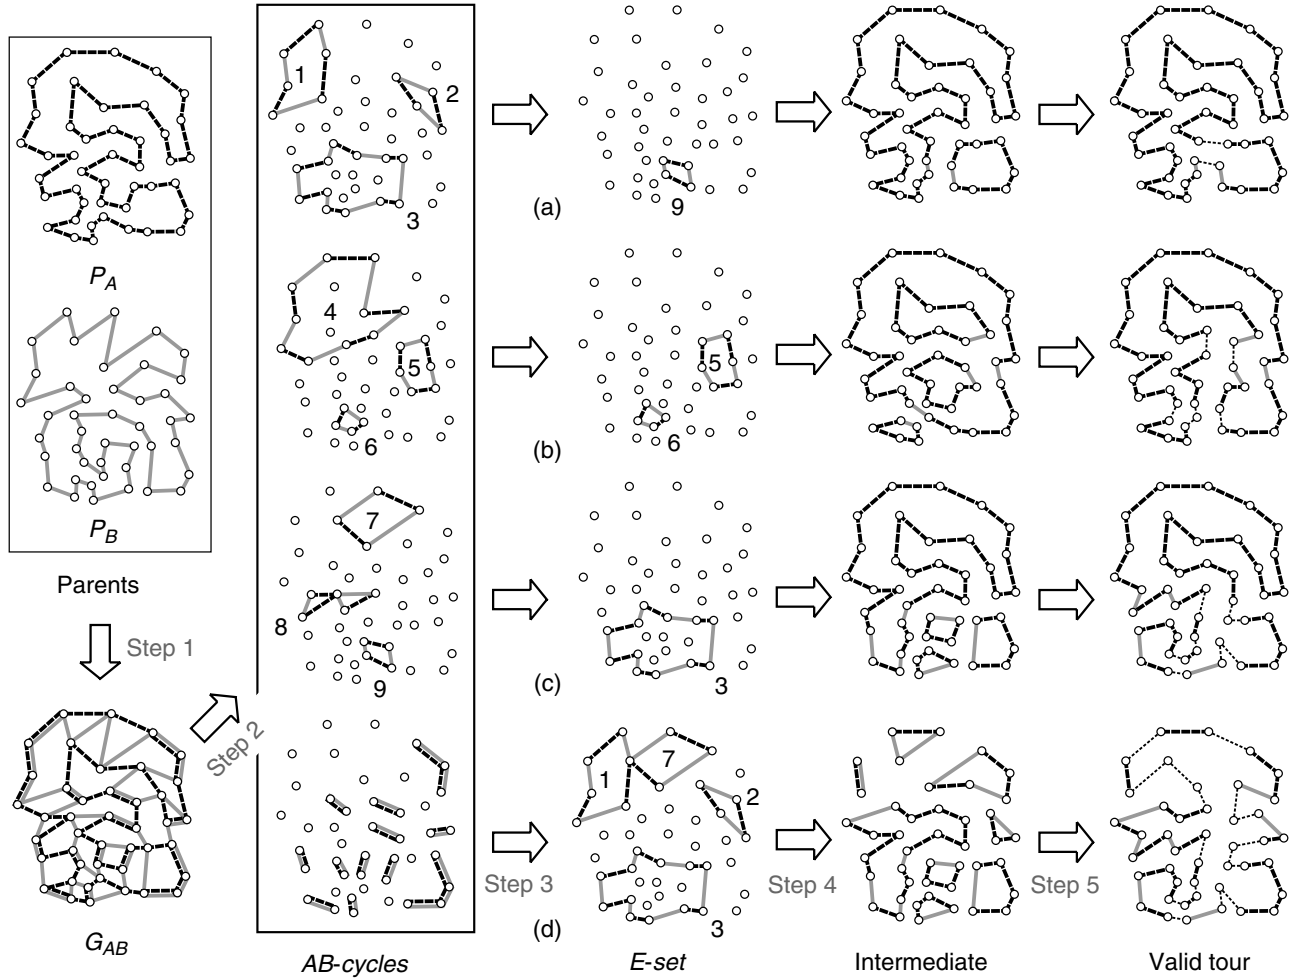 P_A
P_B
Parents
Step 1
G_AB
Step 2
1
2
3
4
5
6
7
8
9
AB-cycles
(a)
9
(b)
5
6
(c)
3
(d)
1
7
2
3
Step 3
E-set
Step 4
Intermediate
Step 5
Valid tour